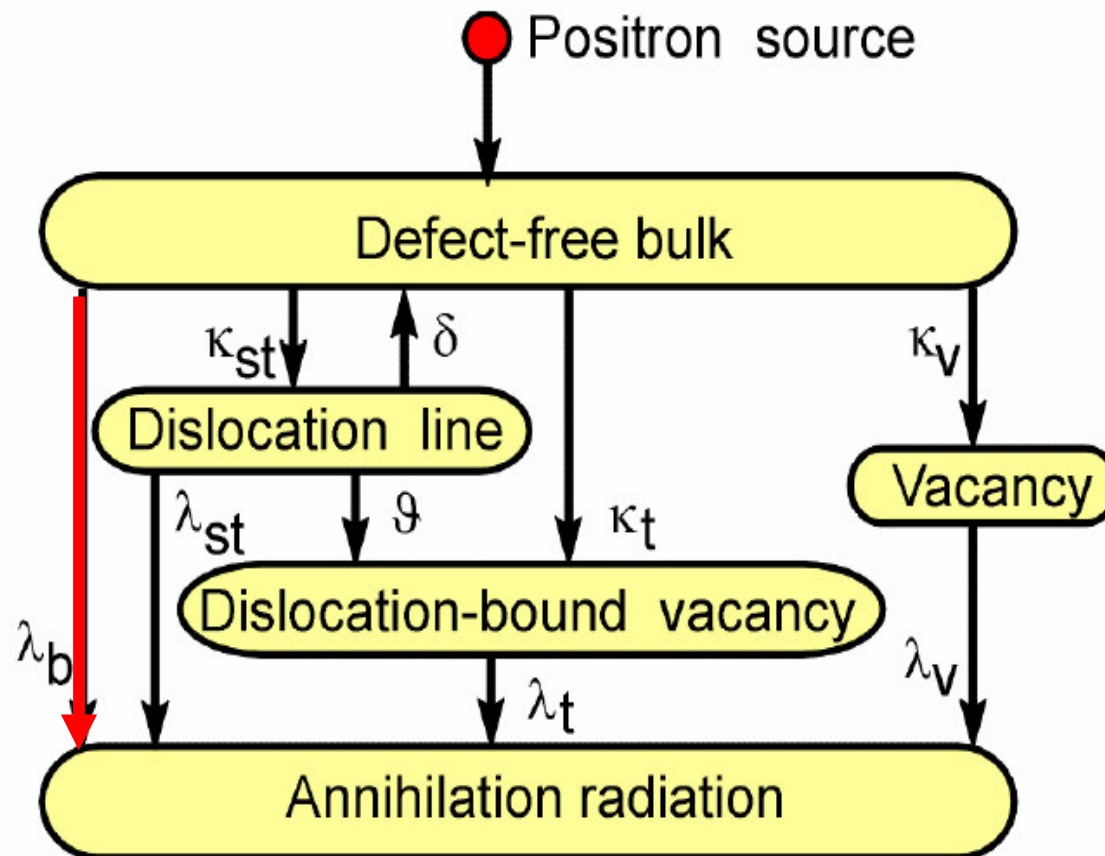 Positron source
Defect-free bulk
κst
δ
κv
Dislocation line
Vacancy
λst
ϑ
κt
Dislocation-bound vacancy
λb
λt
λv
Annihilation radiation